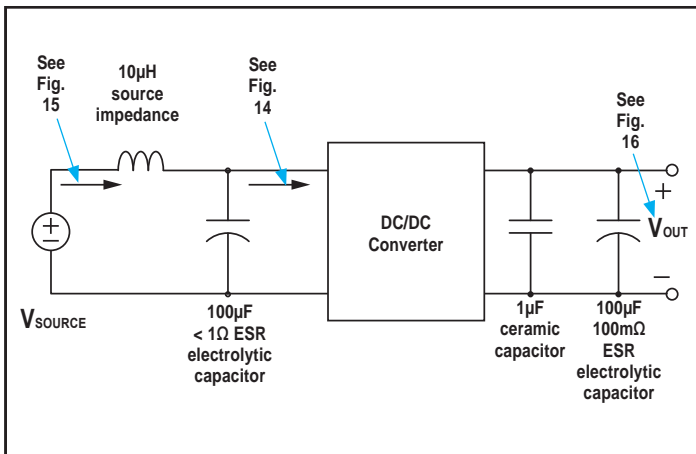 See
Fig.
15
10µH
source
impedance
See
Fig.
14
See
Fig.
16
DC/DC
Converter
+
VOUT
−
+
−
VSOURCE
100µF
< 1Ω ESR
electrolytic
capacitor
1µF
ceramic
capacitor
100µF
100mΩ
ESR
electrolytic
capacitor